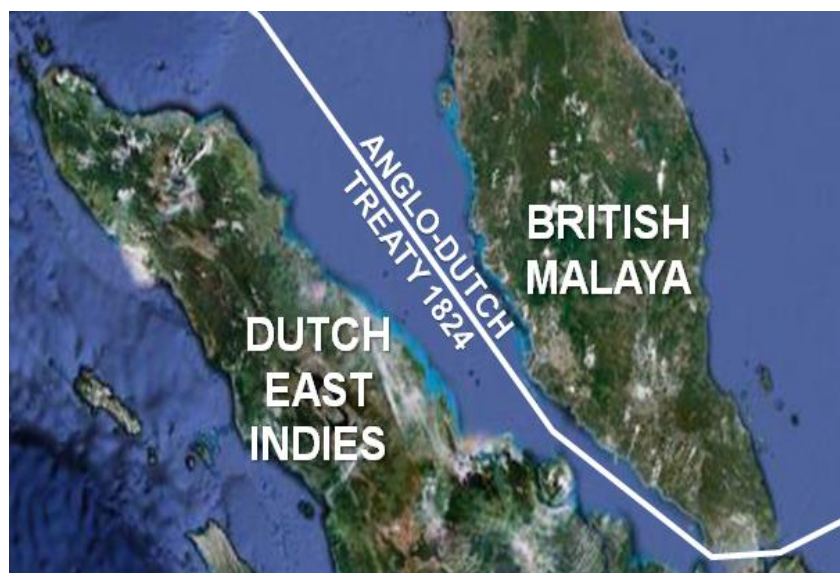 ANGLO-DUTCH
TREATY 1824
BRITISH
MALAYA
DUTCH
EAST
INDIES